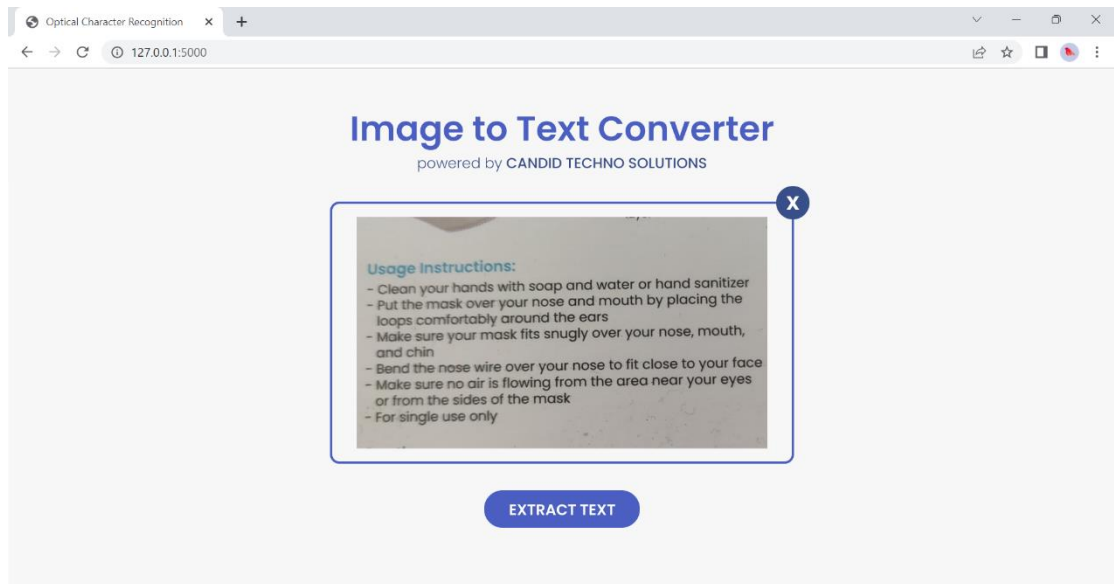 Optical Character Recognition
127.0.0.1:5000
Image to Text Converter
powered by CANDID TECHNO SOLUTIONS
X
Usage Instructions:
- Clean your hands with soap and water or hand sanitizer
- Put the mask over your nose and mouth by placing the
loops comfortably around the ears
- Make sure your mask fits snugly over your nose, mouth,
and chin
- Bend the nose wire over your nose to fit close to your face
- Make sure no air is flowing from the area near your eyes
or from the sides of the mask
- For single use only
EXTRACT TEXT